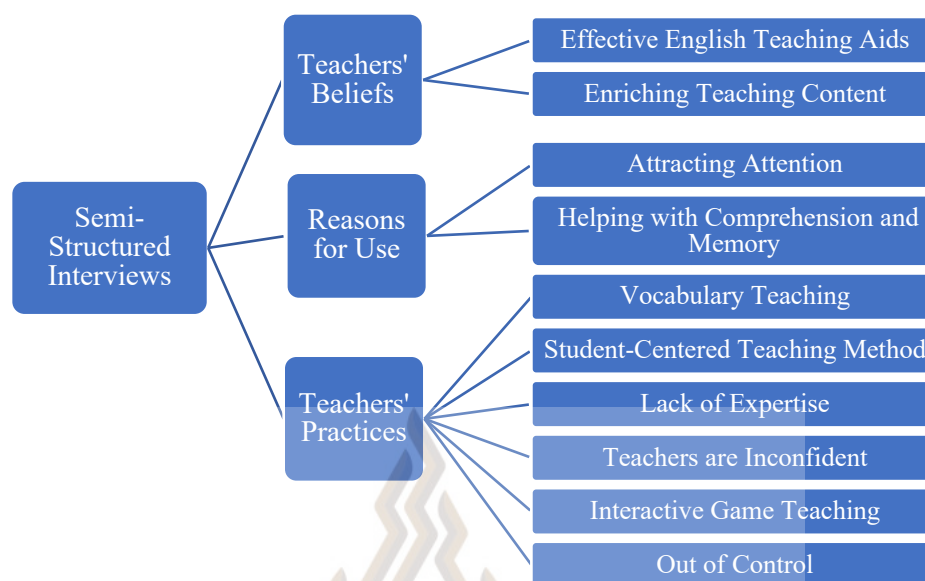 Semi-
Structured
Interviews
Teachers'
Beliefs
Effective English Teaching Aids
Enriching Teaching Content
Reasons
for Use
Attracting Attention
Helping with Comprehension and
Memory
Teachers'
Practices
Vocabulary Teaching
Student-Centered Teaching Method
Lack of Expertise
Teachers are Inconfident
Interactive Game Teaching
Out of Control